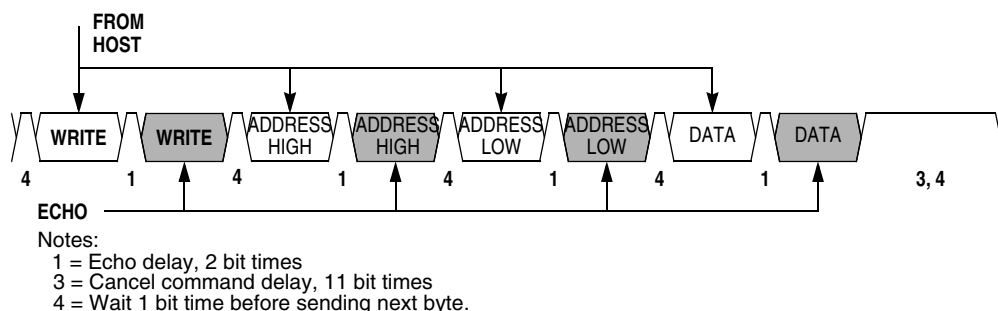 FROM
HOST
WRITE WRITE ADDRESS HIGH ADDRESS HIGH ADDRESS LOW ADDRESS LOW DATA DATA
4 1 4 1 4 1 4 1 3, 4
ECHO
Notes:
1 = Echo delay, 2 bit times
3 = Cancel command delay, 11 bit times
4 = Wait 1 bit time before sending next byte.